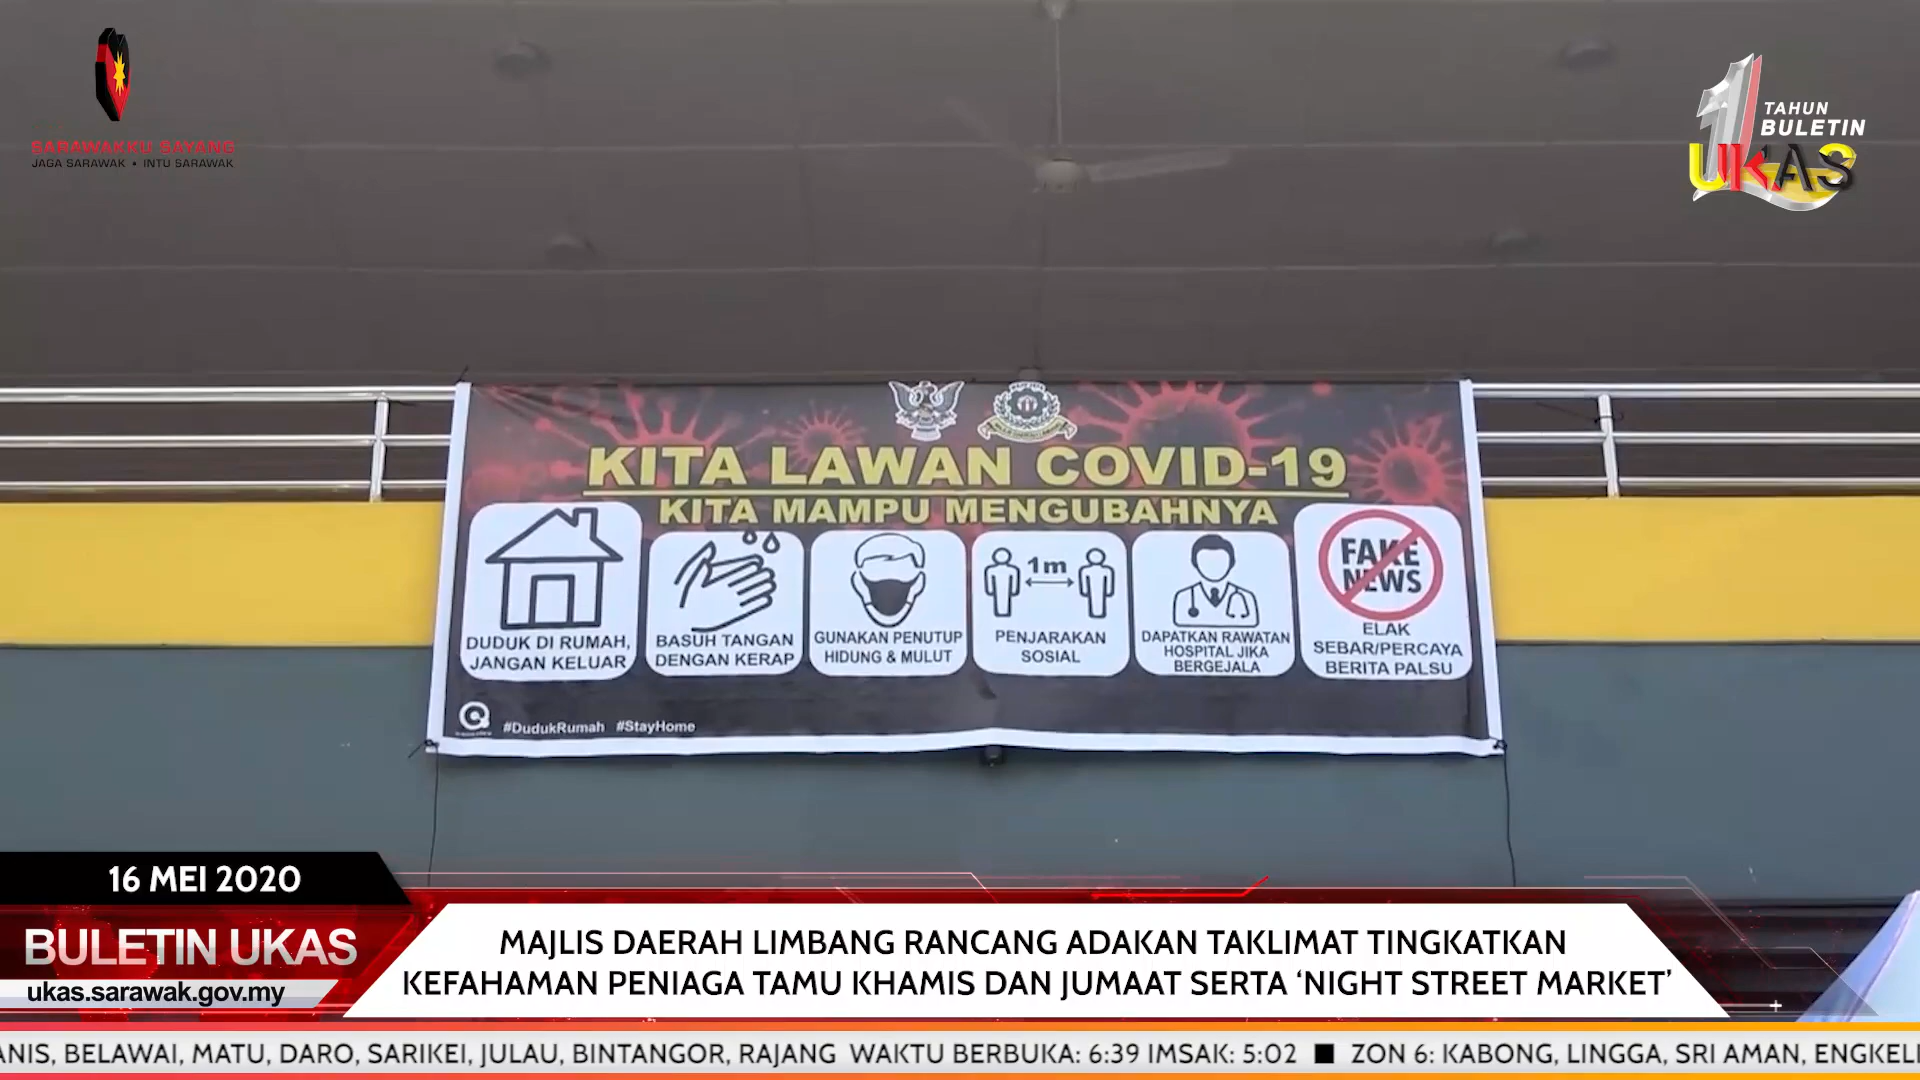 SARAWAKKU SAYANG
JAGA SARAWAK • INTU SARAWAK
1 TAHUN
BULETIN
UKAS
KITA LAWAN COVID-19
KITA MAMPU MENGUBAHNYA
DUDUK DI RUMAH,
JANGAN KELUAR
BASUH TANGAN
DENGAN KERAP
GUNAKAN PENUTUP
HIDUNG & MULUT
1m
PENJARAKAN
SOSIAL
DAPATKAN RAWATAN
HOSPITAL JIKA
BERGEJALA
FAKE
NEWS
ELAK
SEBAR/PERCAYA
BERITA PALSU
#DudukRumah #StayHome
16 MEI 2020
BULETIN UKAS
ukas.sarawak.gov.my
MAJLIS DAERAH LIMBANG RANCANG ADAKAN TAKLIMAT TINGKATKAN
KEFAHAMAN PENIAGA TAMU KHAMIS DAN JUMAAT SERTA ‘NIGHT STREET MARKET’
ANIS, BELAWAI, MATU, DARO, SARIKEI, JULAU, BINTANGOR, RAJANG WAKTU BERBUKA: 6:39 IMSAK: 5:02 ■ ZON 6: KABONG, LINGGA, SRI AMAN, ENGKELI